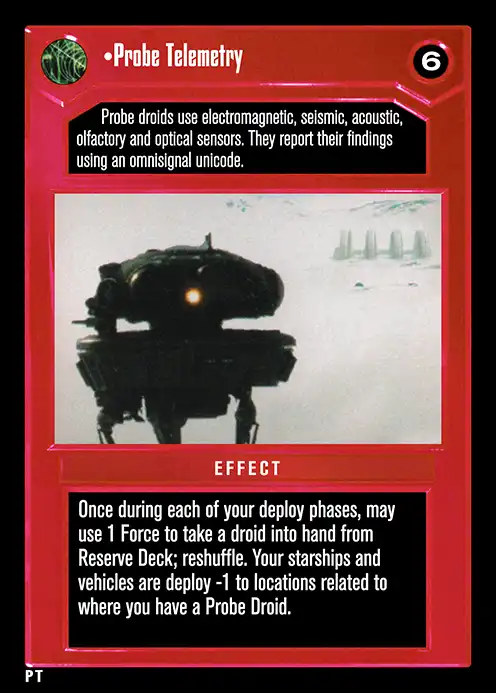 •Probe Telemetry
6
Probe droids use electromagnetic, seismic, acoustic,
olfactory and optical sensors. They report their findings
using an omnisignal unicode.
EFFECT
Once during each of your deploy phases, may
use 1 Force to take a droid into hand from
Reserve Deck; reshuffle. Your starships and
vehicles are deploy -1 to locations related to
where you have a Probe Droid.
PT